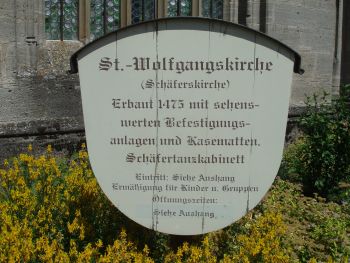 St.-Wolfgangskirche
(Schäferskirche)
Erbaut 1475 mit sehens-
werten Befestigungs-
anlagen und Kasematten.
Schäfertanzkabinett
Eintritt: Siehe Aushang
Ermäßigung für Kinder u. Gruppen
Öffnungszeiten:
Siehe Aushang